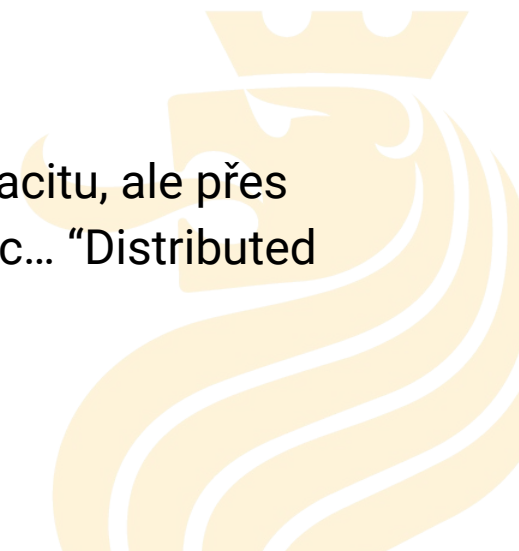 acitu, ale přes
c… “Distributed